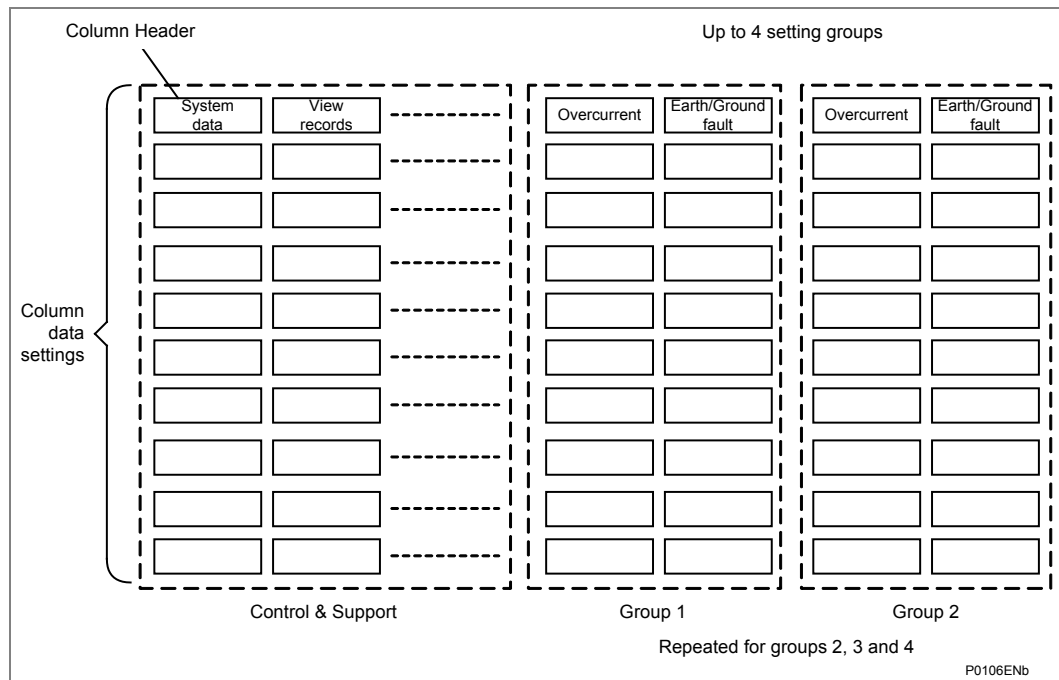 Column Header
Up to 4 setting groups
System
data
View
records
Overcurrent
Earth/Ground
fault
Overcurrent
Earth/Ground
fault
Column
data
settings
Control & Support
Group 1
Group 2
Repeated for groups 2, 3 and 4
P0106ENb